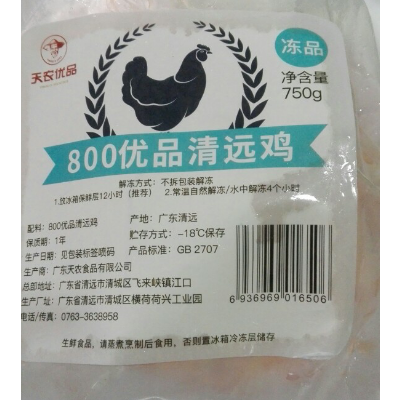 天农优品
冻品
净含量
750g
800优品清远鸡
解冻方式：不拆包装解冻
1.放冰箱保鲜层12小时（推荐） 2.常温自然解冻/水中解冻4个小时
配料：800优品清远鸡 产地：广东清远
保质期：1年 贮存方式：-18℃保存
生产日期：见包装标签喷码 产品标准：GB 2707
生产商：广东天农食品有限公司
总部地址：广东省清远市清城区飞来峡镇江口
生产厂址：广东省清远市清城区横荷荷兴工业园
电话/传真：0763-3638958
6 936969 016506
生鲜食品，请蒸煮烹制后食用，否则置冰箱冷冻层储存